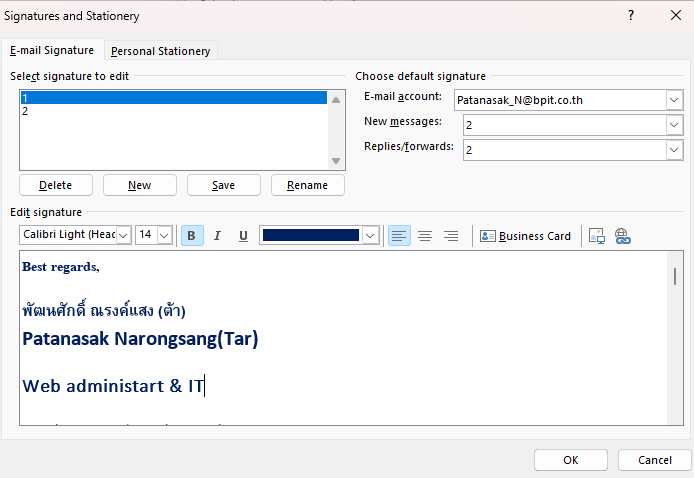 Signatures and Stationery
E-mail Signature
Personal Stationery
Select signature to edit
1
2
Delete
New
Save
Rename
Choose default signature
E-mail account:
Patanasak_N@bpit.co.th
New messages:
2
Replies/forwards:
2
Edit signature
Calibri Light (Head
14
B
I
U
Business Card
Best regards,
พัฒนศักดิ์ ณรงค์แสง (ต้า)
Patanasak Narongsang(Tar)
Web administart & IT
OK
Cancel